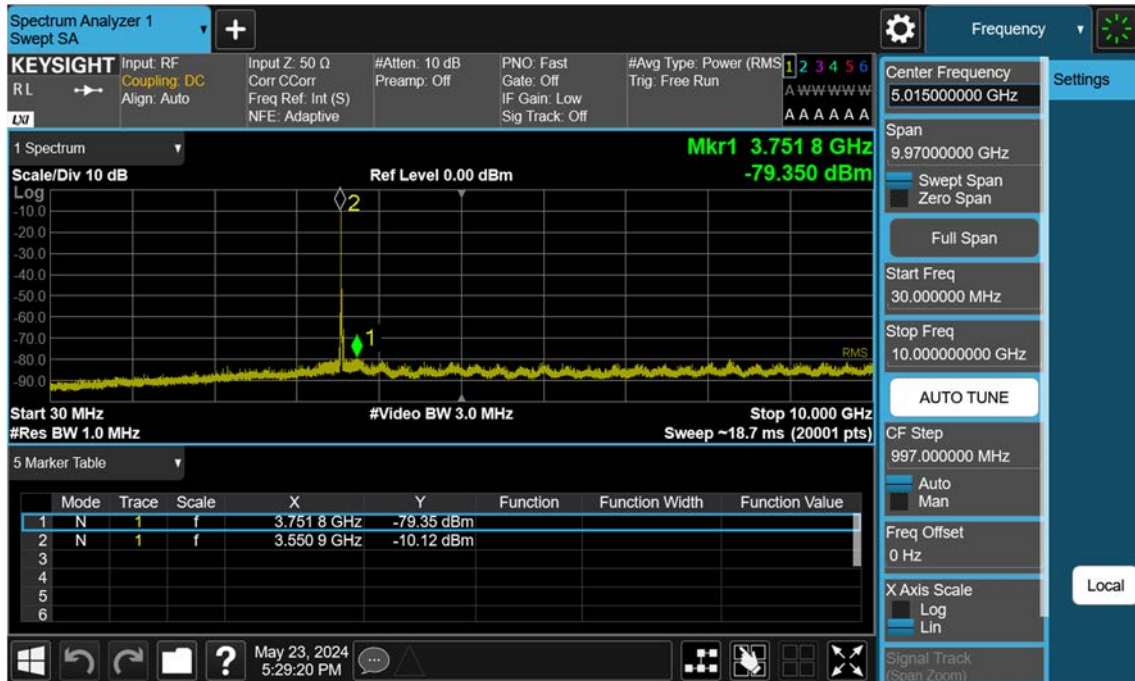 Spectrum Analyzer 1
Swept SA
Frequency
KEYSIGHT
RL
LXI
Input: RF
Coupling: DC
Align: Auto
Input Z: 50 Ω
Corr CCorr
Freq Ref: Int (S)
NFE: Adaptive
#Atten: 10 dB
Preamp: Off
PNO: Fast
Gate: Off
IF Gain: Low
Sig Track: Off
#Avg Type: Power (RMS
Trig: Free Run
1 2 3 4 5 6
A W W W W W
A A A A A A
1 Spectrum
Mkr1 3.751 8 GHz
Scale/Div 10 dB
Ref Level 0.00 dBm
-79.350 dBm
Log
-10.0
-20.0
-30.0
-40.0
-50.0
-60.0
-70.0
-80.0
-90.0
2
1
RMS
Start 30 MHz
#Video BW 3.0 MHz
Stop 10.000 GHz
#Res BW 1.0 MHz
Sweep ~18.7 ms (20001 pts)
5 Marker Table
Mode Trace Scale X Y Function Function Width Function Value
1 N 1 f 3.751 8 GHz -79.35 dBm
2 N 1 f 3.550 9 GHz -10.12 dBm
3
4
5
6
?
May 23, 2024
5:29:20 PM
Center Frequency
5.015000000 GHz
Settings
Span
9.97000000 GHz
Swept Span
Zero Span
Full Span
Start Freq
30.000000 MHz
Stop Freq
10.000000000 GHz
AUTO TUNE
CF Step
997.000000 MHz
Auto
Man
Freq Offset
0 Hz
X Axis Scale
Log
Lin
Local
Signal Track
(Span Zoom)